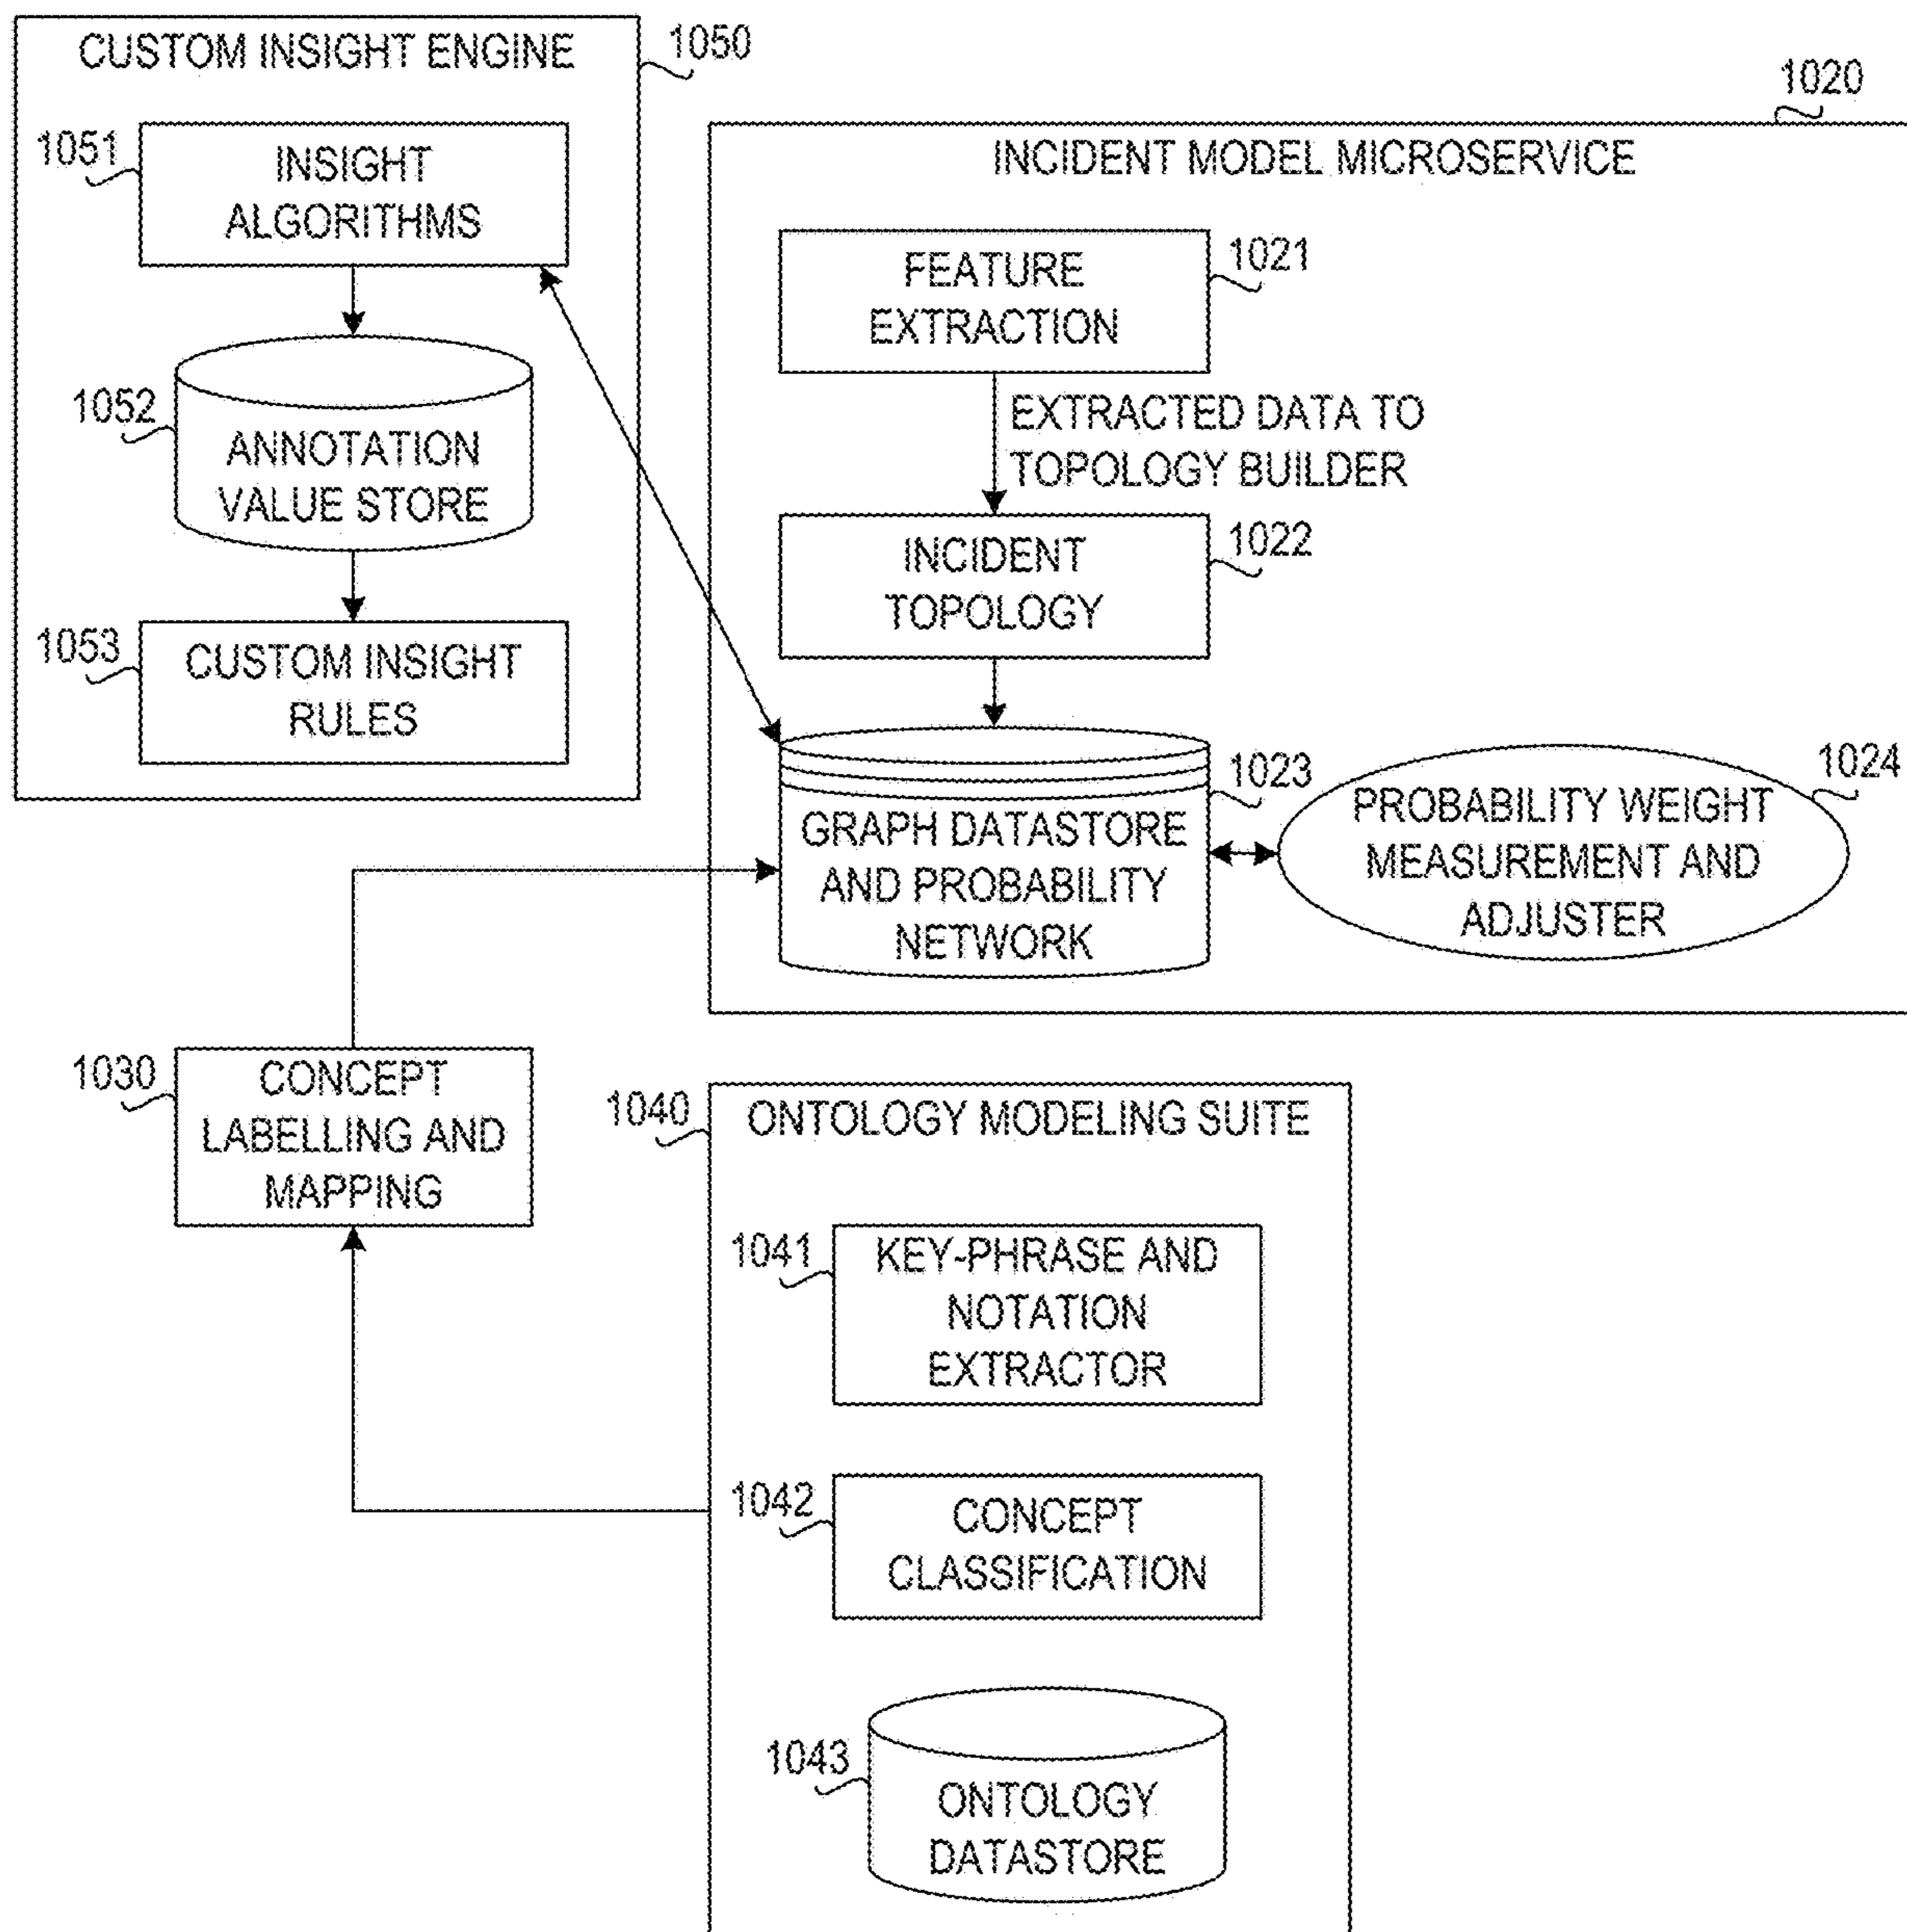 CUSTOM INSIGHT ENGINE
1050
1051
INSIGHT
ALGORITHMS
1052
ANNOTATION
VALUE STORE
1053
CUSTOM INSIGHT
RULES
1020
INCIDENT MODEL MICROSERVICE
FEATURE
EXTRACTION
1021
EXTRACTED DATA TO
TOPOLOGY BUILDER
INCIDENT
TOPOLOGY
1022
1023
GRAPH DATASTORE
AND PROBABILITY
NETWORK
1024
PROBABILITY WEIGHT
MEASUREMENT AND
ADJUSTER
1030
CONCEPT
LABELLING AND
MAPPING
1040
ONTOLOGY MODELING SUITE
1041
KEY-PHRASE AND
NOTATION
EXTRACTOR
1042
CONCEPT
CLASSIFICATION
1043
ONTOLOGY
DATASTORE